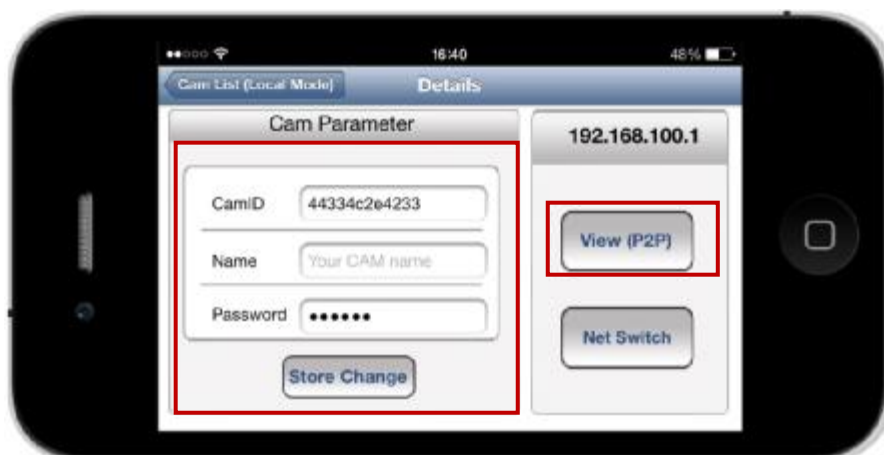 16:40
48%
Cam List (Local Mode)
Details
Cam Parameter
CamID
44334c2e4233
Name
Your CAM name
Password
Store Change
192.168.100.1
View (P2P)
Net Switch